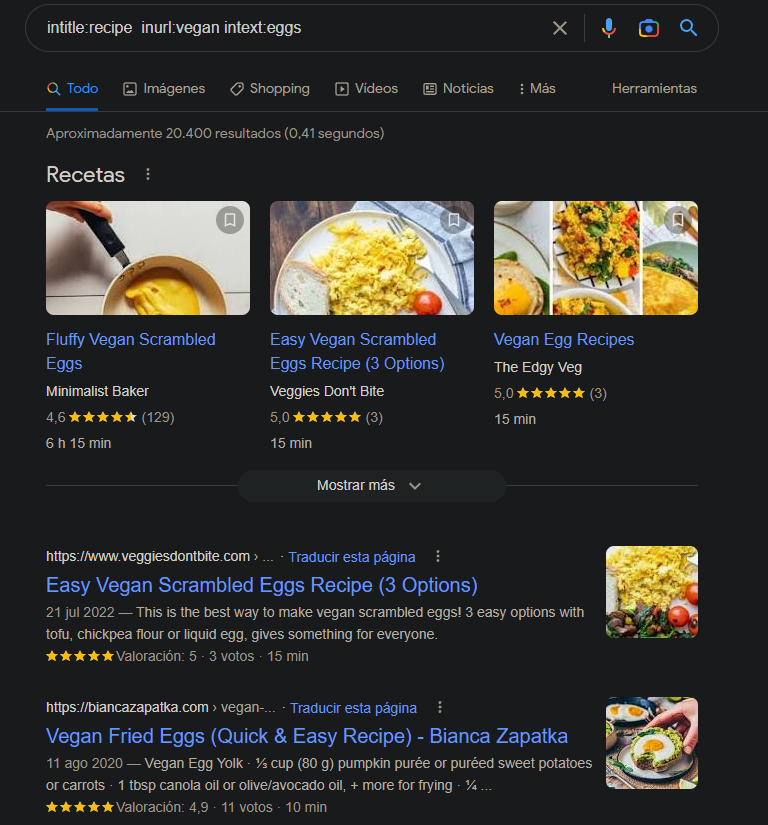 intitle:recipe  inurl:vegan intext:eggs
Todo Imágenes Shopping Vídeos Noticias Más Herramientas
Aproximadamente 20.400 resultados (0,41 segundos)
Recetas
Fluffy Vegan Scrambled
Eggs
Minimalist Baker
4,6 (129)
6 h 15 min
Easy Vegan Scrambled
Eggs Recipe (3 Options)
Veggies Don't Bite
5,0 (3)
15 min
Vegan Egg Recipes
The Edgy Veg
5,0 (3)
15 min
Mostrar más
https://www.veggiesdontbite.com › ... · Traducir esta página
Easy Vegan Scrambled Eggs Recipe (3 Options)
21 jul 2022 — This is the best way to make vegan scrambled eggs! 3 easy options with
tofu, chickpea flour or liquid egg, gives something for everyone.
Valoración: 5 · 3 votos · 15 min
https://biancazapatka.com › vegan-... · Traducir esta página
Vegan Fried Eggs (Quick & Easy Recipe) - Bianca Zapatka
11 ago 2020 — Vegan Egg Yolk · ⅓ cup (80 g) pumpkin purée or puréed sweet potatoes
or carrots · 1 tbsp canola oil or olive/avocado oil, + more for frying · ¼ ...
Valoración: 4,9 · 11 votos · 10 min